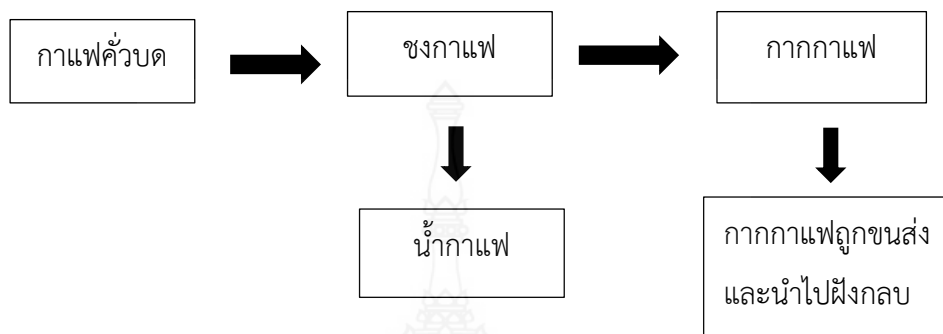 กาแฟคั่วบด
ชงกาแฟ
กากกาแฟ
น้ำกาแฟ
กากกาแฟถูกขนส่ง
และนำไปฝังกลบ